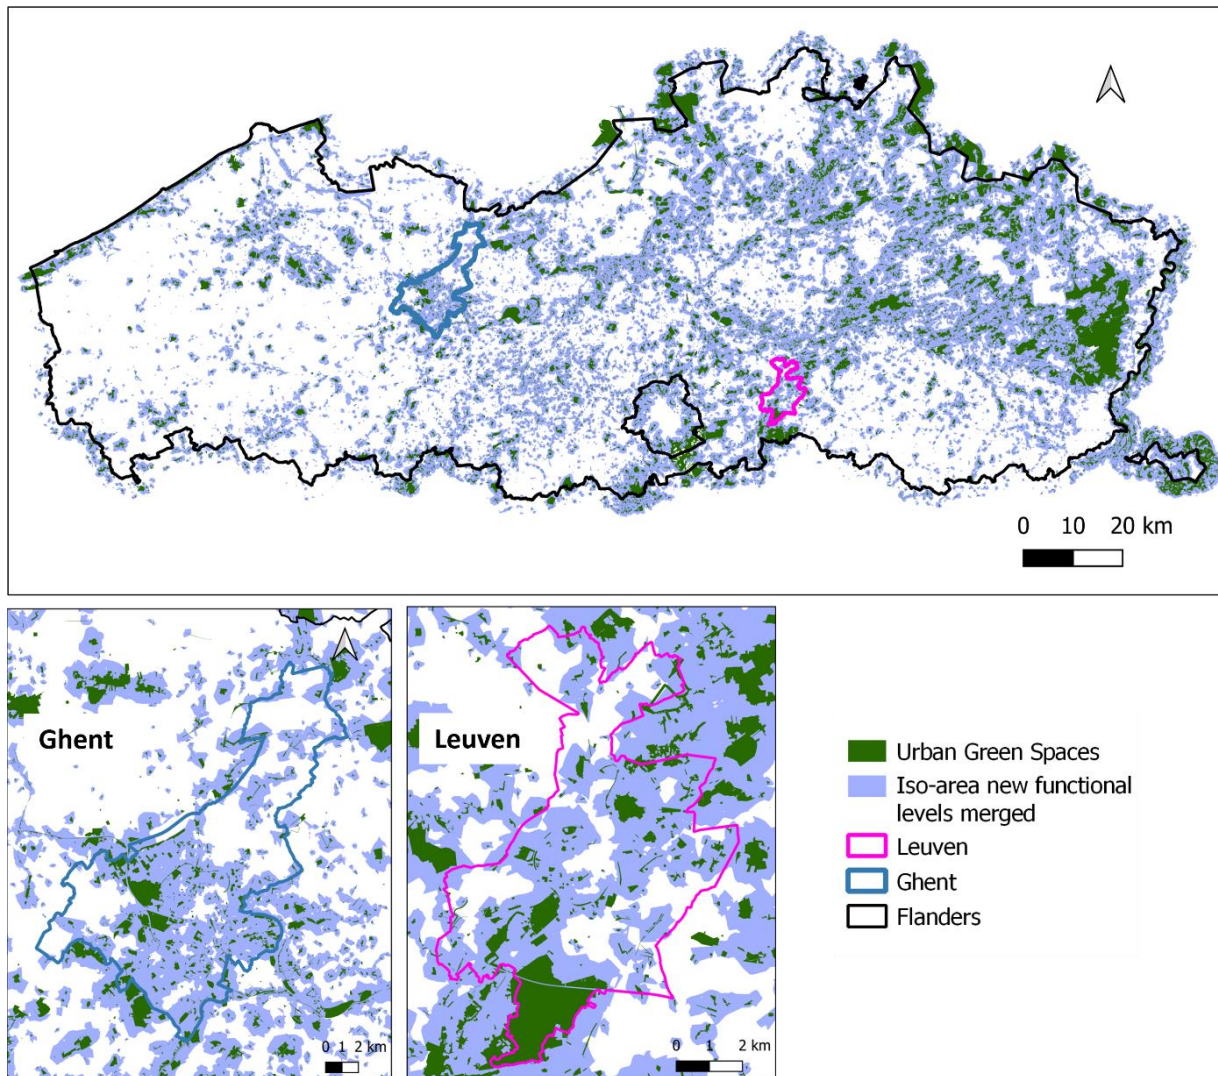 0 10 20 km
Ghent
0 1 2 km
Leuven
0 1 2 km
Urban Green Spaces
Iso-area new functional
levels merged
Leuven
Ghent
Flanders